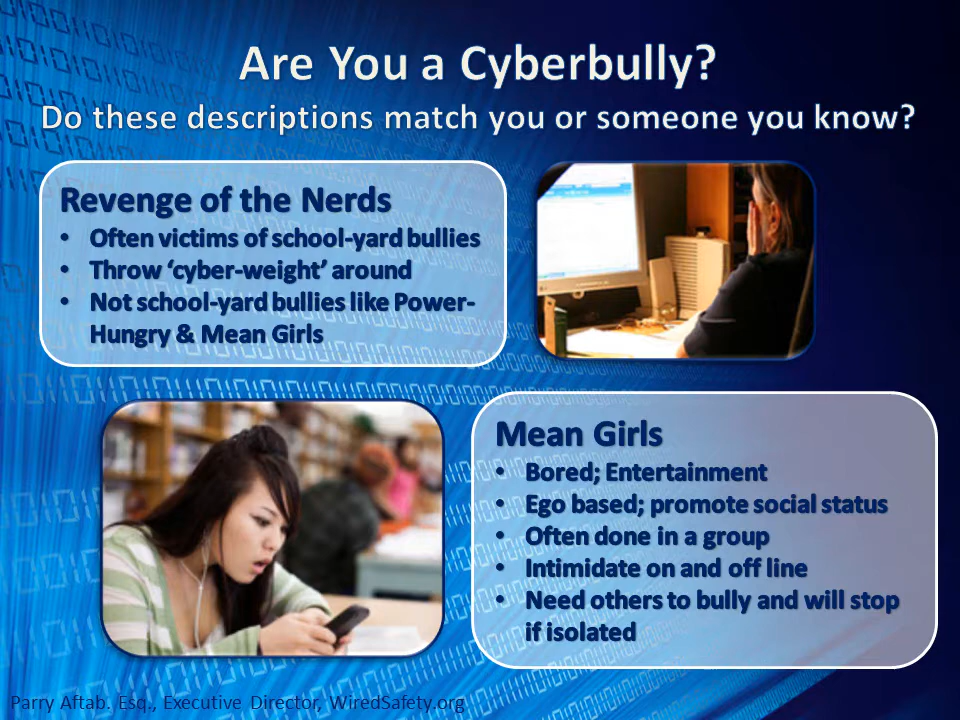 Are You a Cyberbully?
Do these descriptions match you or someone you know?
Revenge of the Nerds
• Often victims of school-yard bullies
• Throw ‘cyber-weight’ around
• Not school-yard bullies like Power-
Hungry & Mean Girls
Mean Girls
• Bored; Entertainment
• Ego based; promote social status
• Often done in a group
• Intimidate on and off line
• Need others to bully and will stop
if isolated
Parry Aftab. Esq., Executive Director, WiredSafety.org